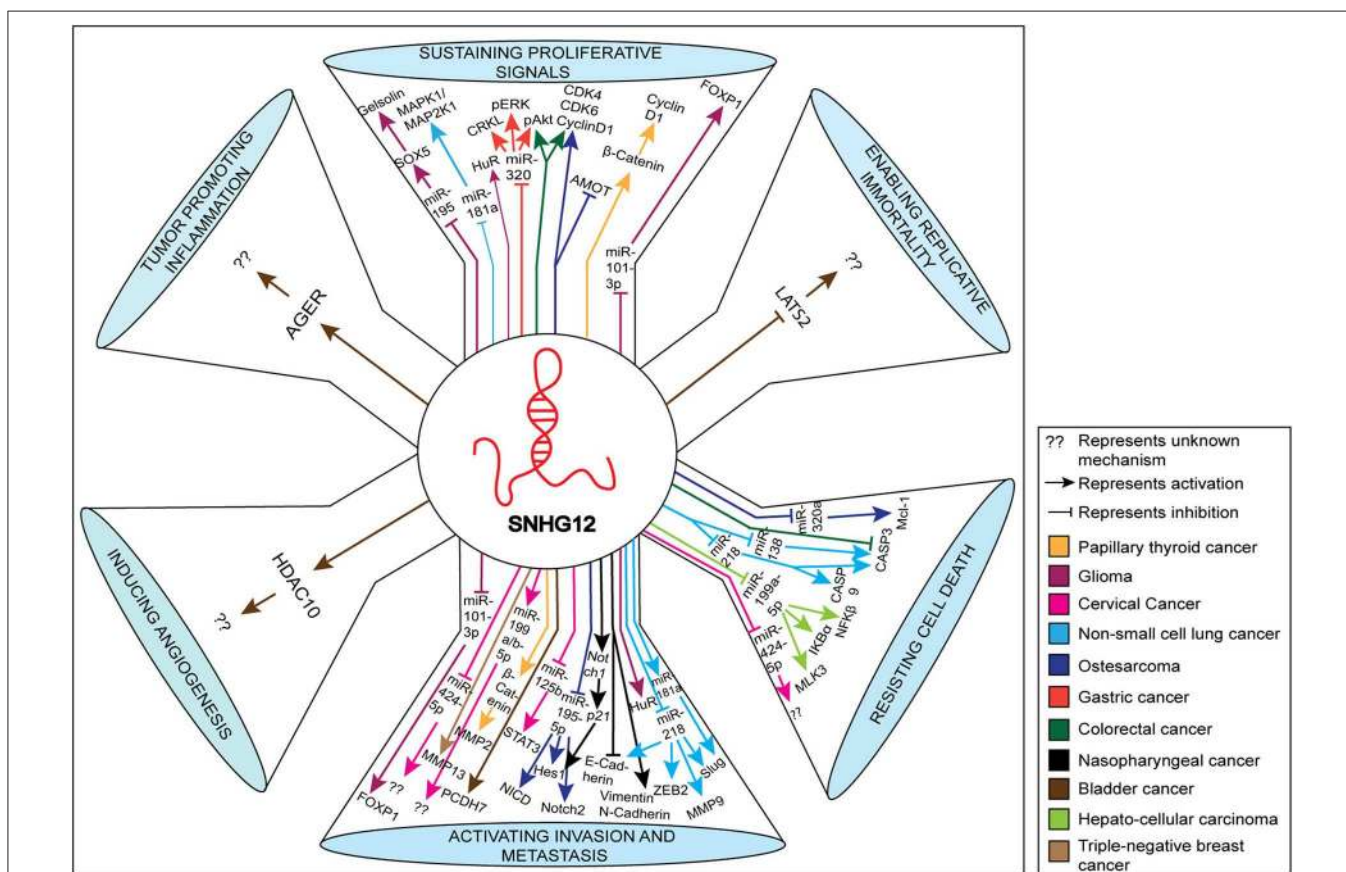 SUSTAINING PROLIFERATIVE
SIGNALS
Gelsolin
MAPK1/
MAP2K1
SOX5
miR-
195
miR-
181a
CRKL
HuR
pERK
miR-
320
pAkt
CDK4
CDK6
CyclinD1
AMOT
β-Catenin
Cyclin
D1
FOXP1
miR-
101-
3p
TUMOR PROMOTING
INFLAMMATION
??
AGER
ENABLING REPLICATIVE
IMMORTALITY
??
LATS2
SNHG12
INDUCING ANGIOGENESIS
HDAC10
??
RESISTING CELL DEATH
miR-
320a
Mcl-1
miR-
138
CASP3
miR-
218
CASP
9
miR-
199a-
5p
NFKβ
IKBα
MLK3
miR-
424-
5p
??
miR-
101-
3p
FOXP1
miR-
424-
5p
??
MMP13
miR-
199
a/b-
5p
??
β-
Cat-
enin
MMP2
PCDH7
miR-
125b
STAT3
miR-
195-
5p
NICD
Hes1
Notch2
Not
ch1
p21
E-Cad-
herin
Vimentin
N-Cadherin
HuR
miR-
181a
miR-
218
ZEB2
Slug
MMP9
ACTIVATING INVASION AND
METASTASIS
?? Represents unknown
mechanism
Represents activation
Represents inhibition
Papillary thyroid cancer
Glioma
Cervical Cancer
Non-small cell lung cancer
Ostesarcoma
Gastric cancer
Colorectal cancer
Nasopharyngeal cancer
Bladder cancer
Hepato-cellular carcinoma
Triple-negative breast
cancer